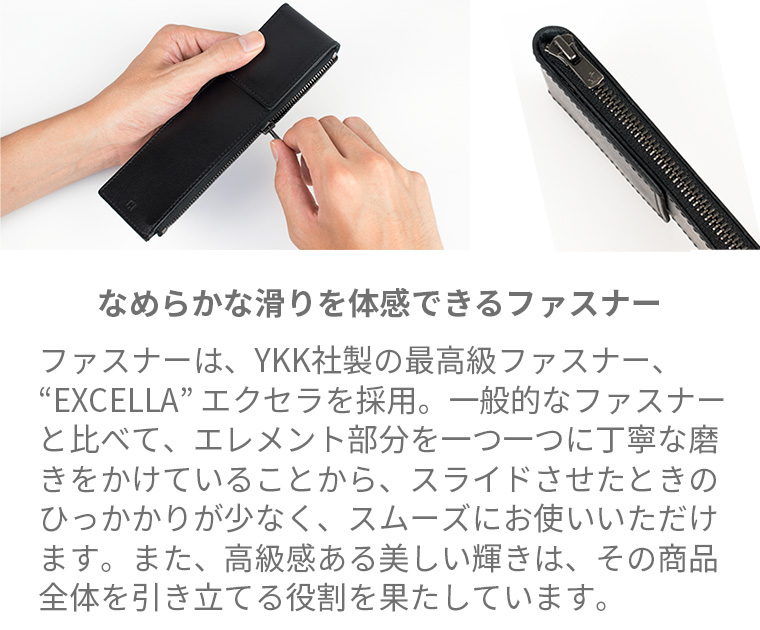 なめらかな滑りを体感できるファスナー
ファスナーは、YKK社製の最高級ファスナー、
“EXCELLA” エクセラを採用。一般的なファスナー
と比べて、エレメント部分を一つ一つに丁寧な磨
きをかけていることから、スライドさせたときの
ひっかかりが少なく、スムーズにお使いいただけ
ます。また、高級感ある美しい輝きは、その商品
全体を引き立てる役割を果たしています。